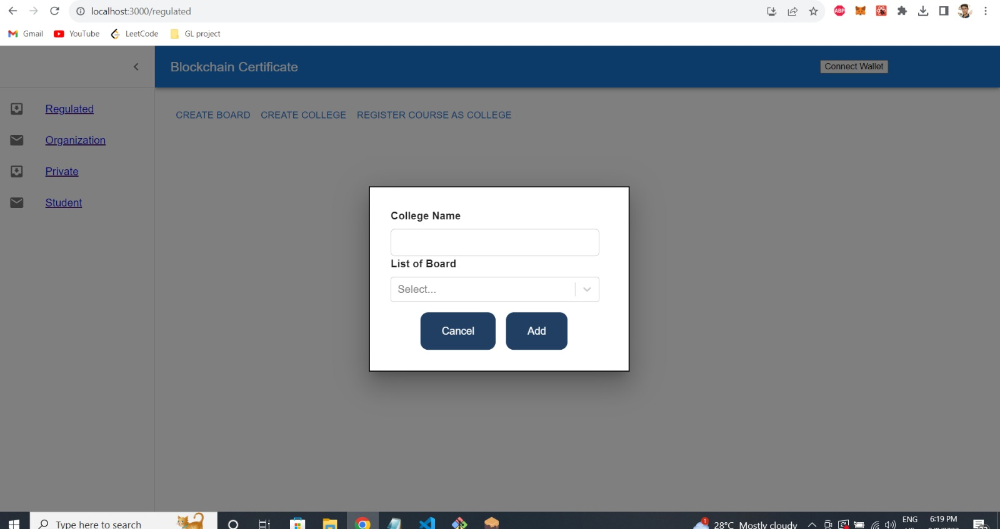 localhost:3000/regulated
ABP
Gmail YouTube LeetCode GL project
Blockchain Certificate
Connect Wallet
Regulated
Organization
Private
Student
CREATE BOARD CREATE COLLEGE REGISTER COURSE AS COLLEGE
College Name
List of Board
Select...
Cancel Add
Type here to search
1
28°C Mostly cloudy
ENG
6:19 PM